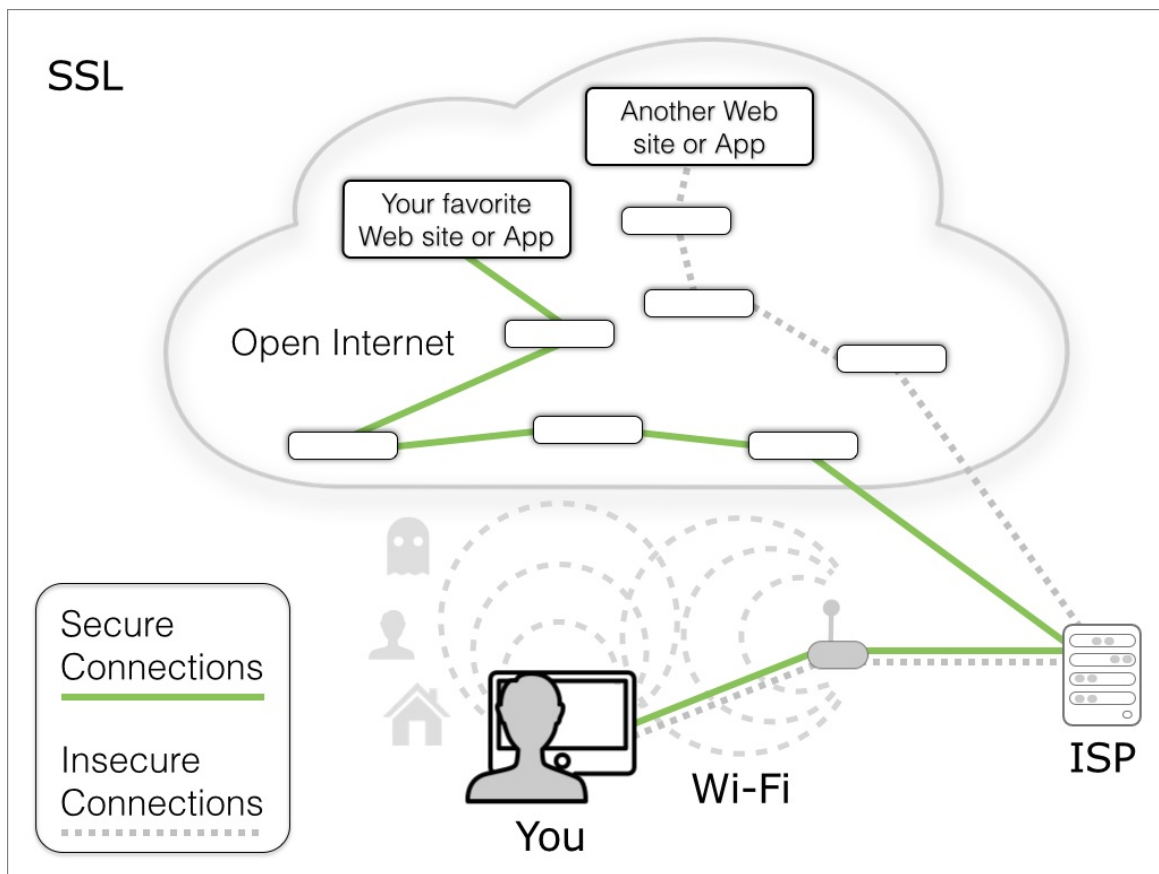 SSL
Another Web
site or App
Your favorite
Web site or App
Open Internet
Secure
Connections
Insecure
Connections
You
Wi-Fi
ISP